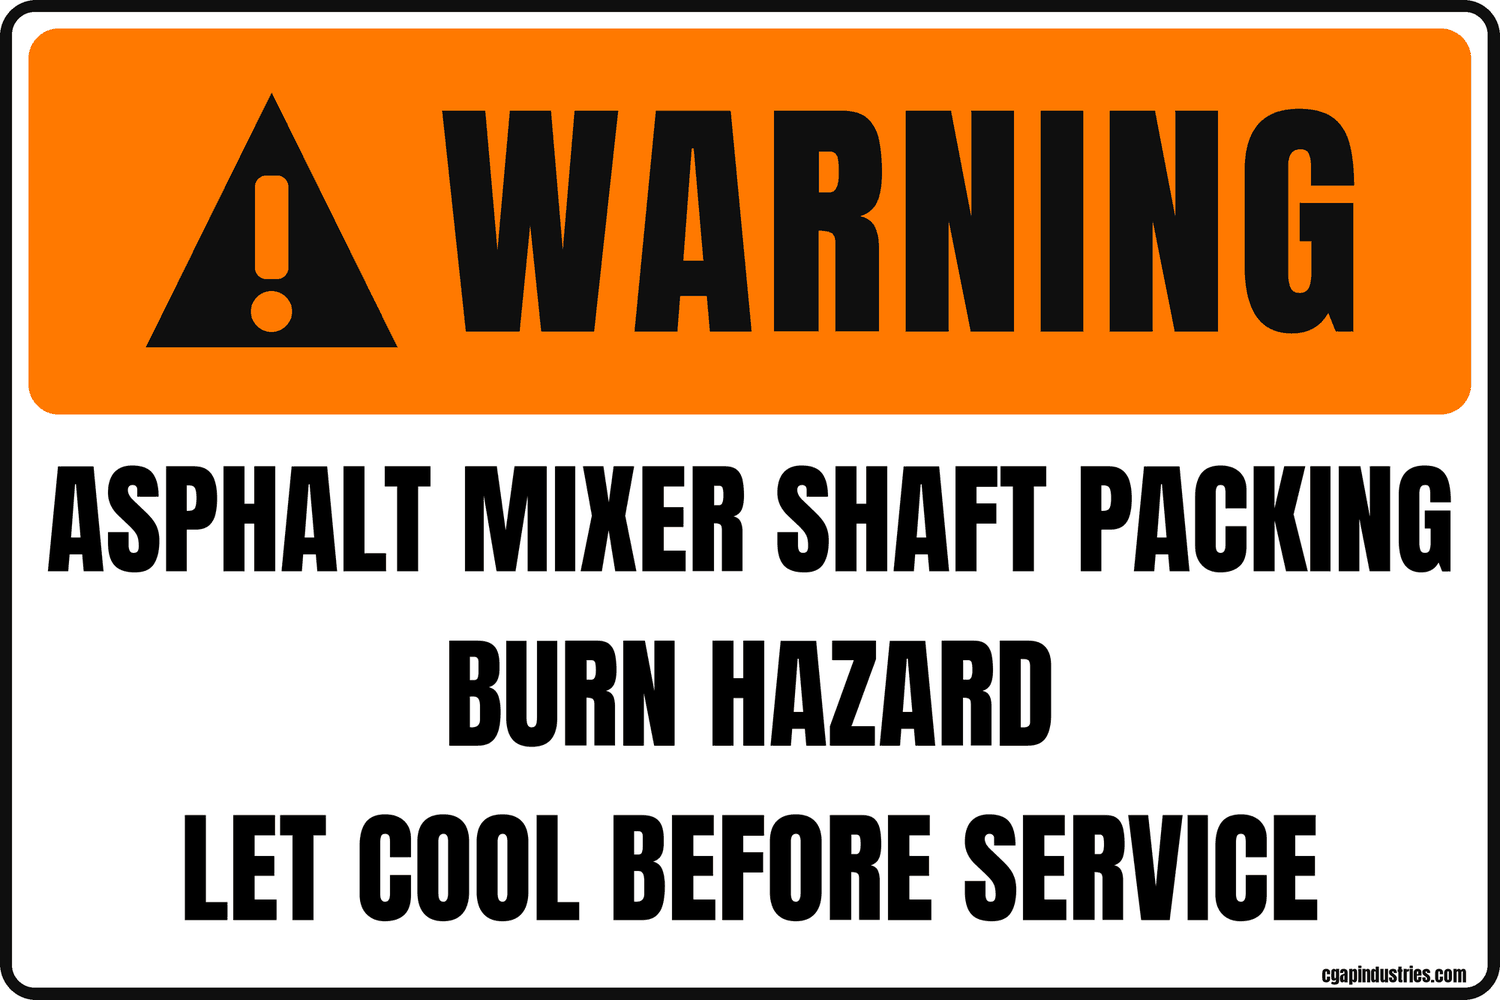 WARNING
ASPHALT MIXER SHAFT PACKING
BURN HAZARD
LET COOL BEFORE SERVICE
cgapindustries.com